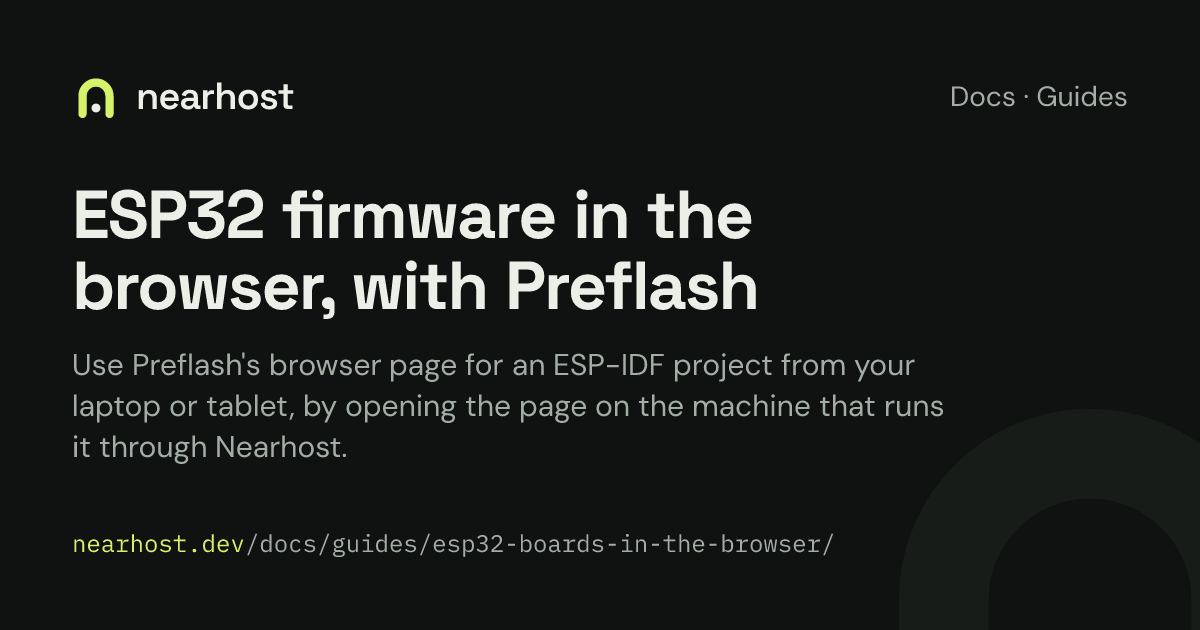 nearhost
Docs · Guides
ESP32 firmware in the
browser, with Preflash
Use Preflash's browser page for an ESP-IDF project from your
laptop or tablet, by opening the page on the machine that runs
it through Nearhost.
nearhost.dev/docs/guides/esp32-boards-in-the-browser/